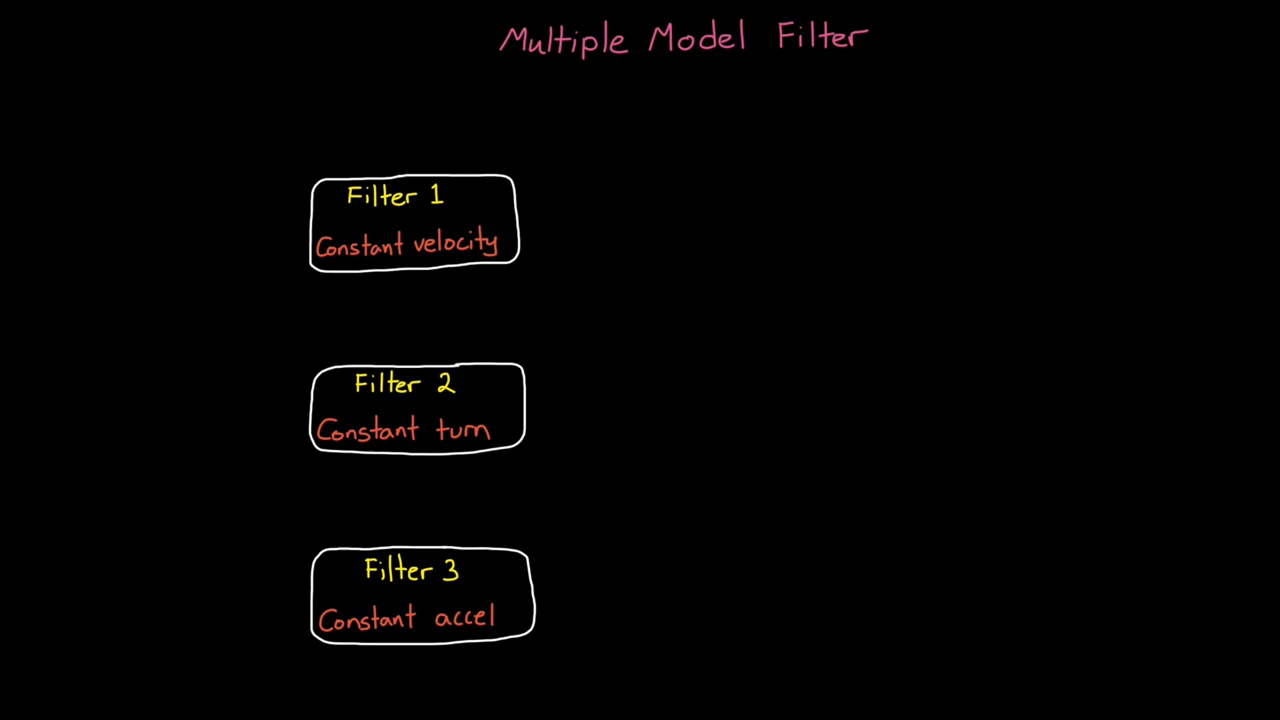 Multiple Model Filter
Filter 1
Constant velocity
Filter 2
Constant turn
Filter 3
Constant accel